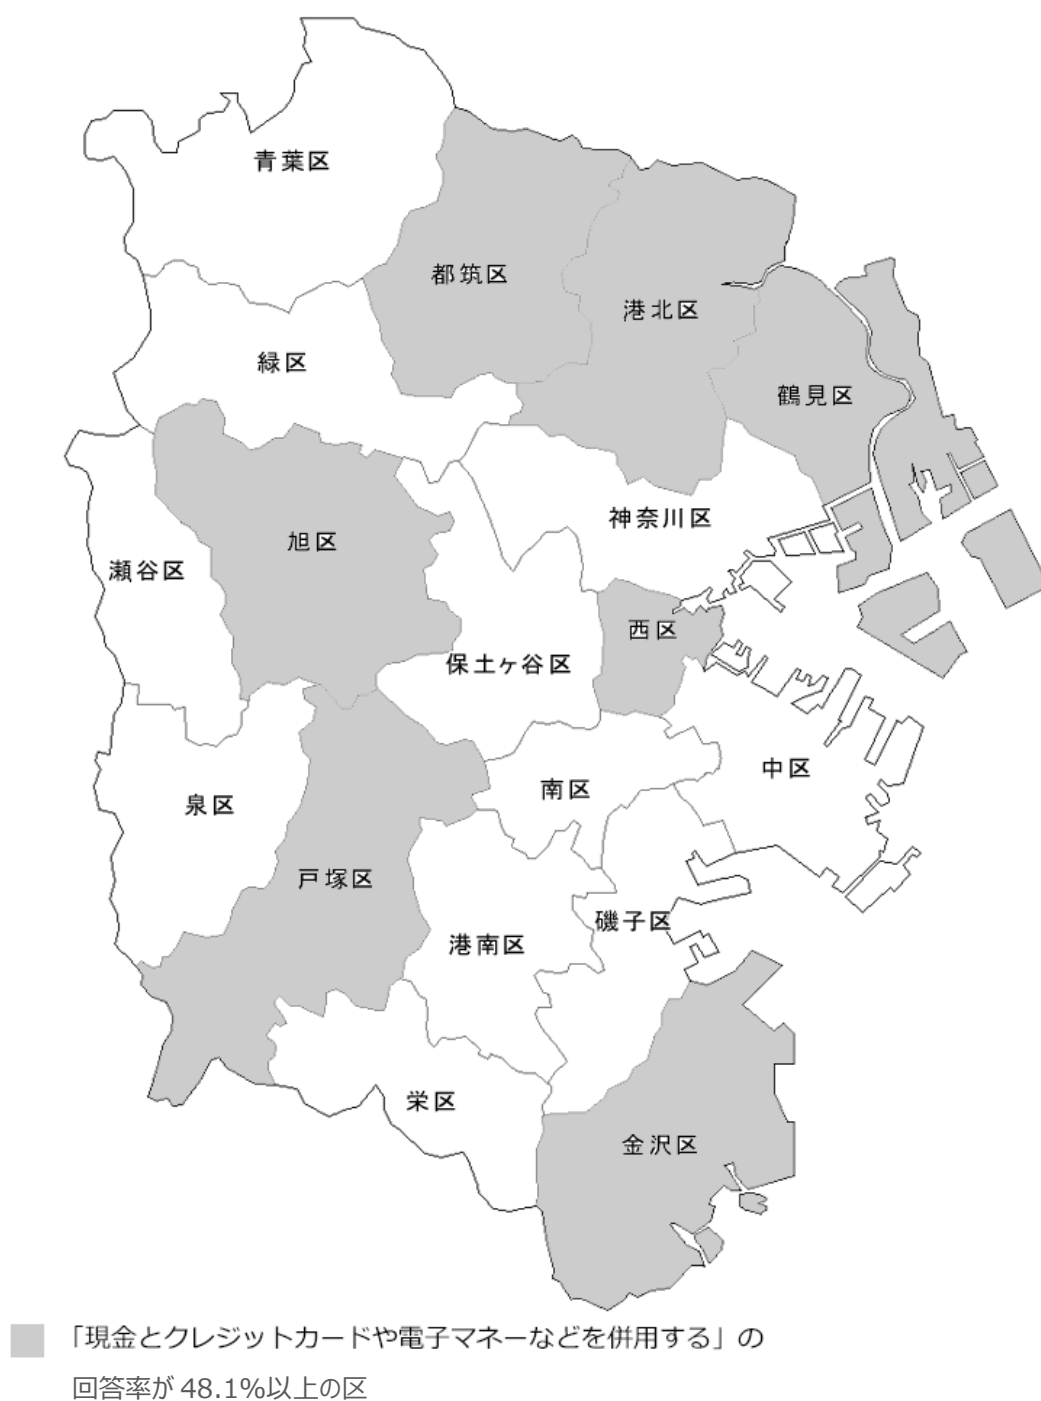 青葉区
都筑区
港北区
緑区
鶴見区
神奈川区
旭区
瀬谷区
西区
保土ヶ谷区
中区
南区
泉区
戸塚区
磯子区
港南区
栄区
金沢区
「現金とクレジットカードや電子マネーなどを併用する」の
回答率が 48.1%以上の区